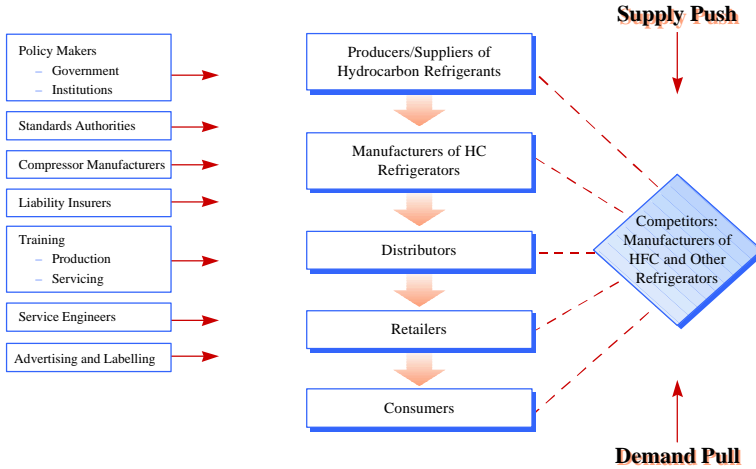 Supply Push
Policy Makers
– Government
– Institutions
Standards Authorities
Compressor Manufacturers
Liability Insurers
Training
– Production
– Servicing
Service Engineers
Advertising and Labelling
Producers/Suppliers of
Hydrocarbon Refrigerants
Manufacturers of HC
Refrigerators
Distributors
Retailers
Consumers
Competitors:
Manufacturers of
HFC and Other
Refrigerators
Demand Pull